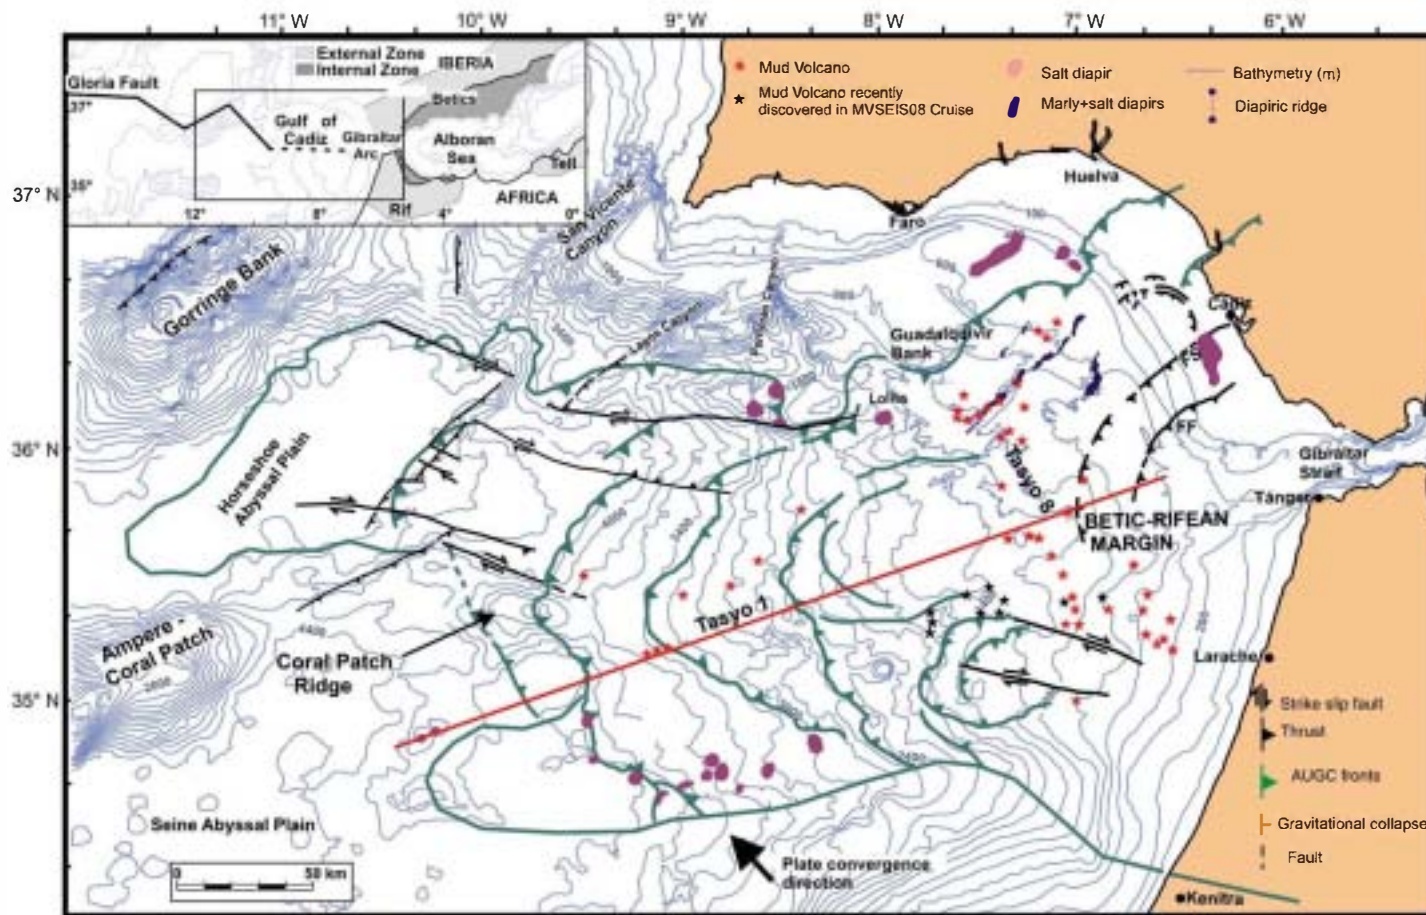 11° W 10° W 9° W 8° W 7° W 6° W
37° N
36° N
35° N
External Zone
Internal Zone
IBERIA
Gloria Fault
Betics
37°
Gulf of
Cadiz
Gibraltar
Arc
Alboran
Sea
Tell
AFRICA
Rif
12° 8° 4° 0°
Mud Volcano
Mud Volcano recently
discovered in MVSEIS08 Cruise
Salt diapir
Marly+salt diapirs
Bathymetry (m)
Diapiric ridge
Huelva
Faro
San Vicente
Canyon
Gorringe Bank
Lagos Canyon
Guadalquivir
Bank
Lolita
Cadiz
FF
Gibraltar
Strait
Tánger
Horseshoe
Abyssal Plain
Tasyo 8
BETIC-RIFEAN
MARGIN
Tasyo 1
Ampere -
Coral Patch
Coral Patch
Ridge
4400
Larache
Strike slip fault
Thrust
AUGC fronts
Gravitational collapse
Fault
Seine Abyssal Plain
0 50 km
Plate convergence
direction
Kenitra